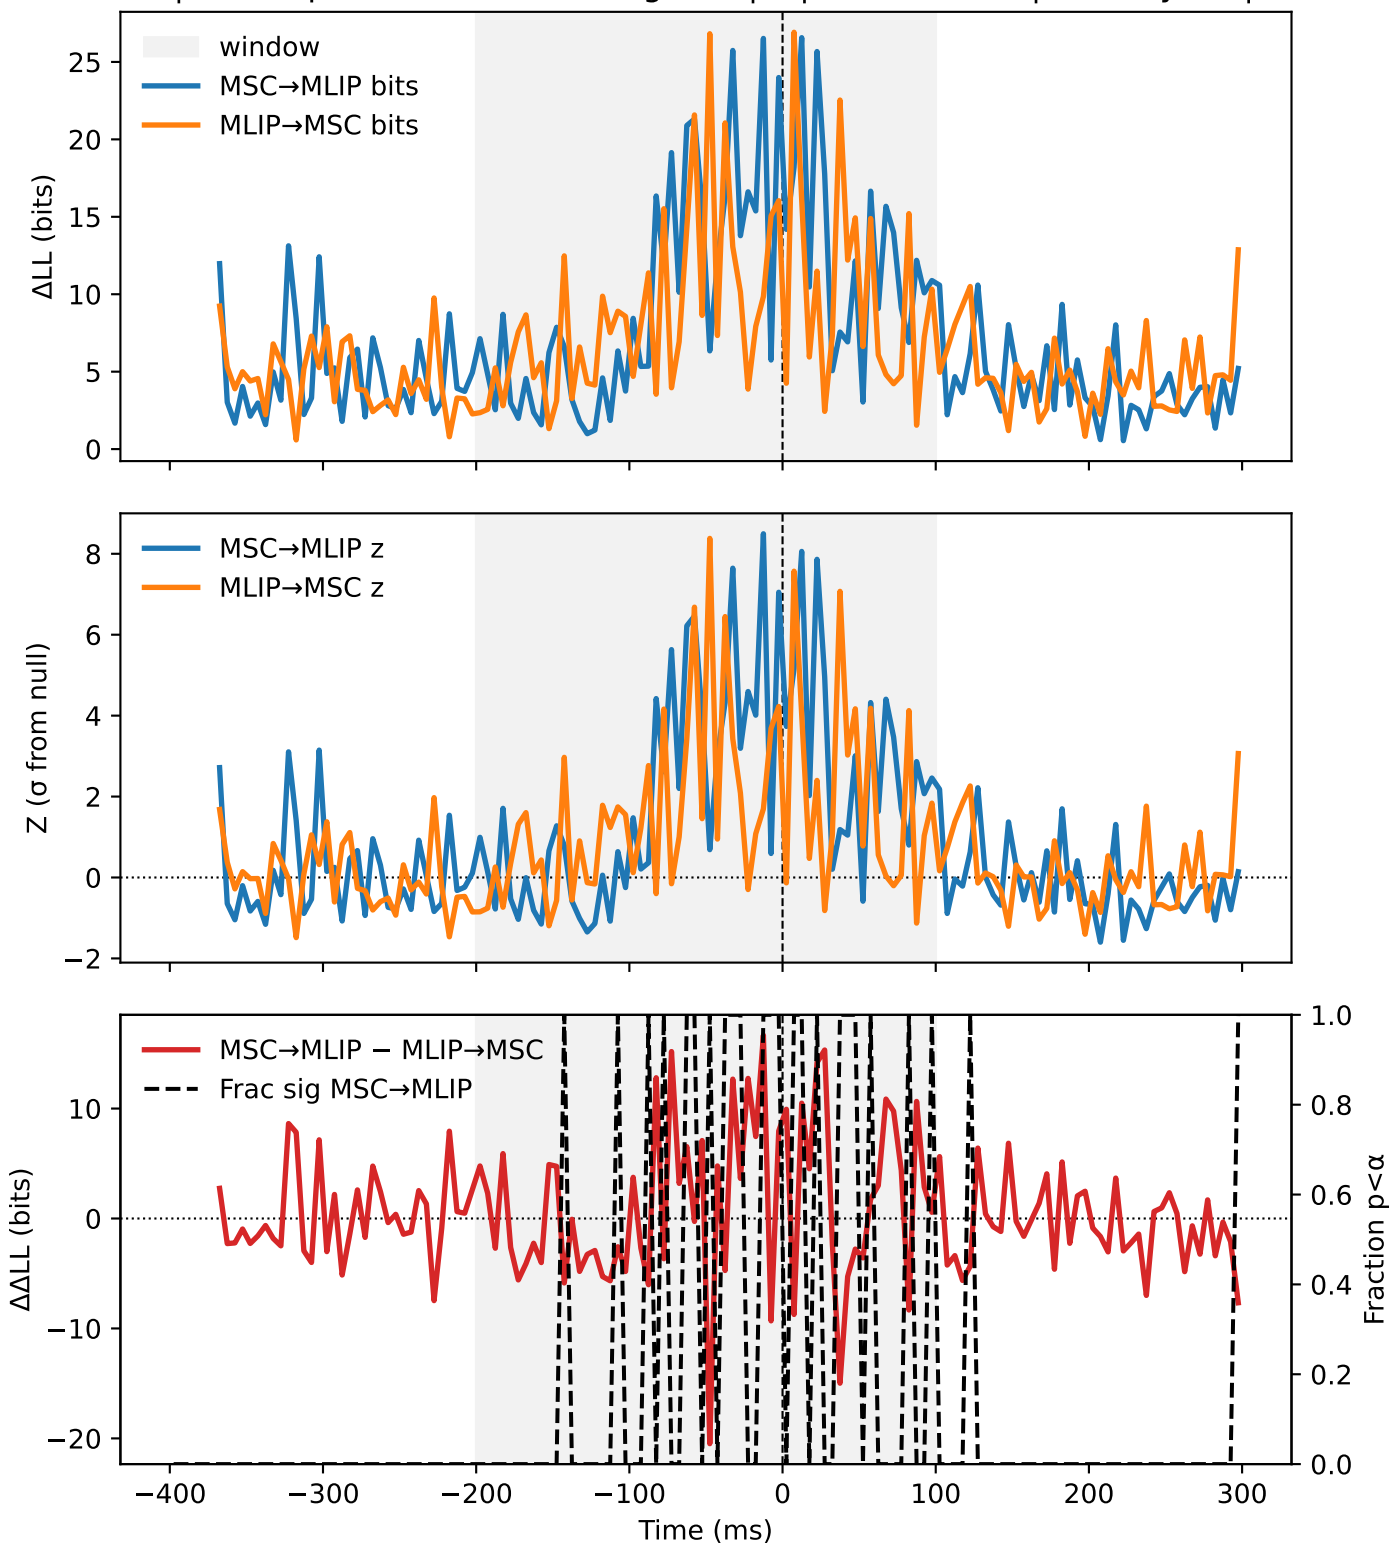 window
MSC→MLIP bits
MLIP→MSC bits
ΔLL (bits)
25
20
15
10
5
0
MSC→MLIP z
MLIP→MSC z
Z (σ from null)
8
6
4
2
0
−2
MSC→MLIP − MLIP→MSC
Frac sig MSC→MLIP
ΔΔLL (bits)
10
0
−10
−20
1.0
0.8
0.6
0.4
0.2
0.0
Fraction p<α
−400 −300 −200 −100 0 100 200 300
Time (ms)